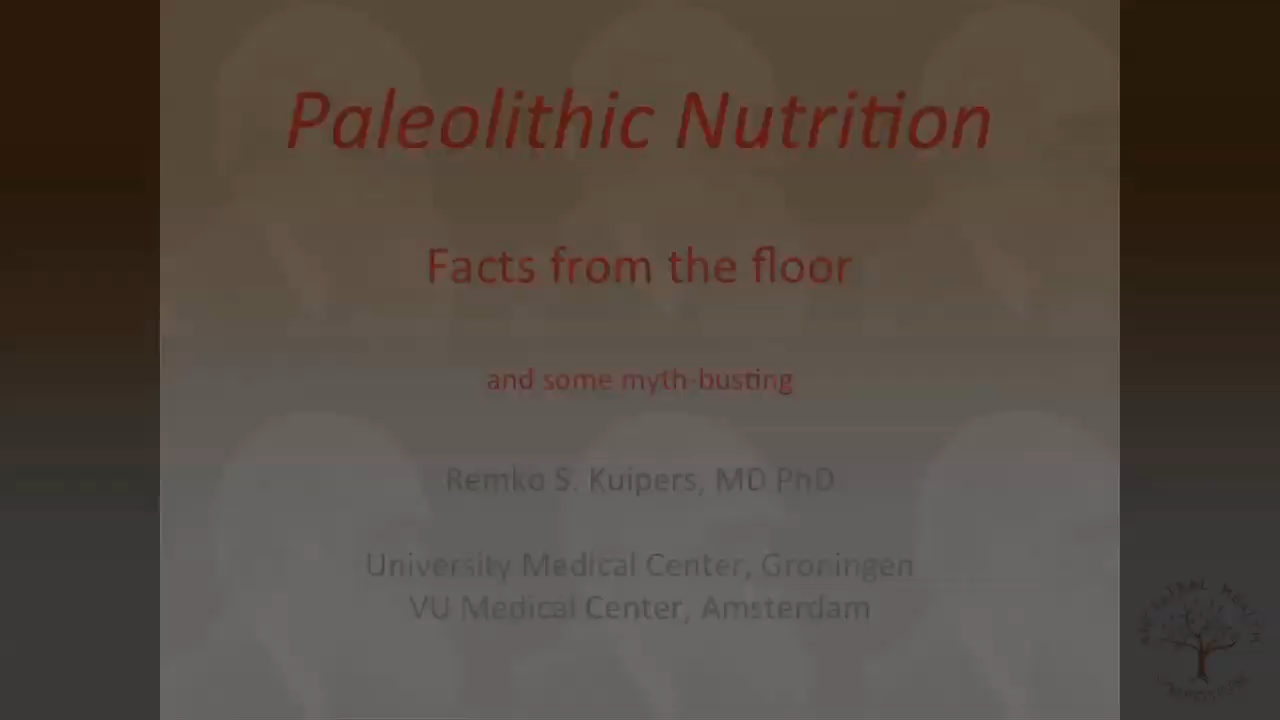 Paleolithic Nutrition
Facts from the floor
and some myth-busting
Remko S. Kuipers, MD PhD
University Medical Center, Groningen
VU Medical Center, Amsterdam